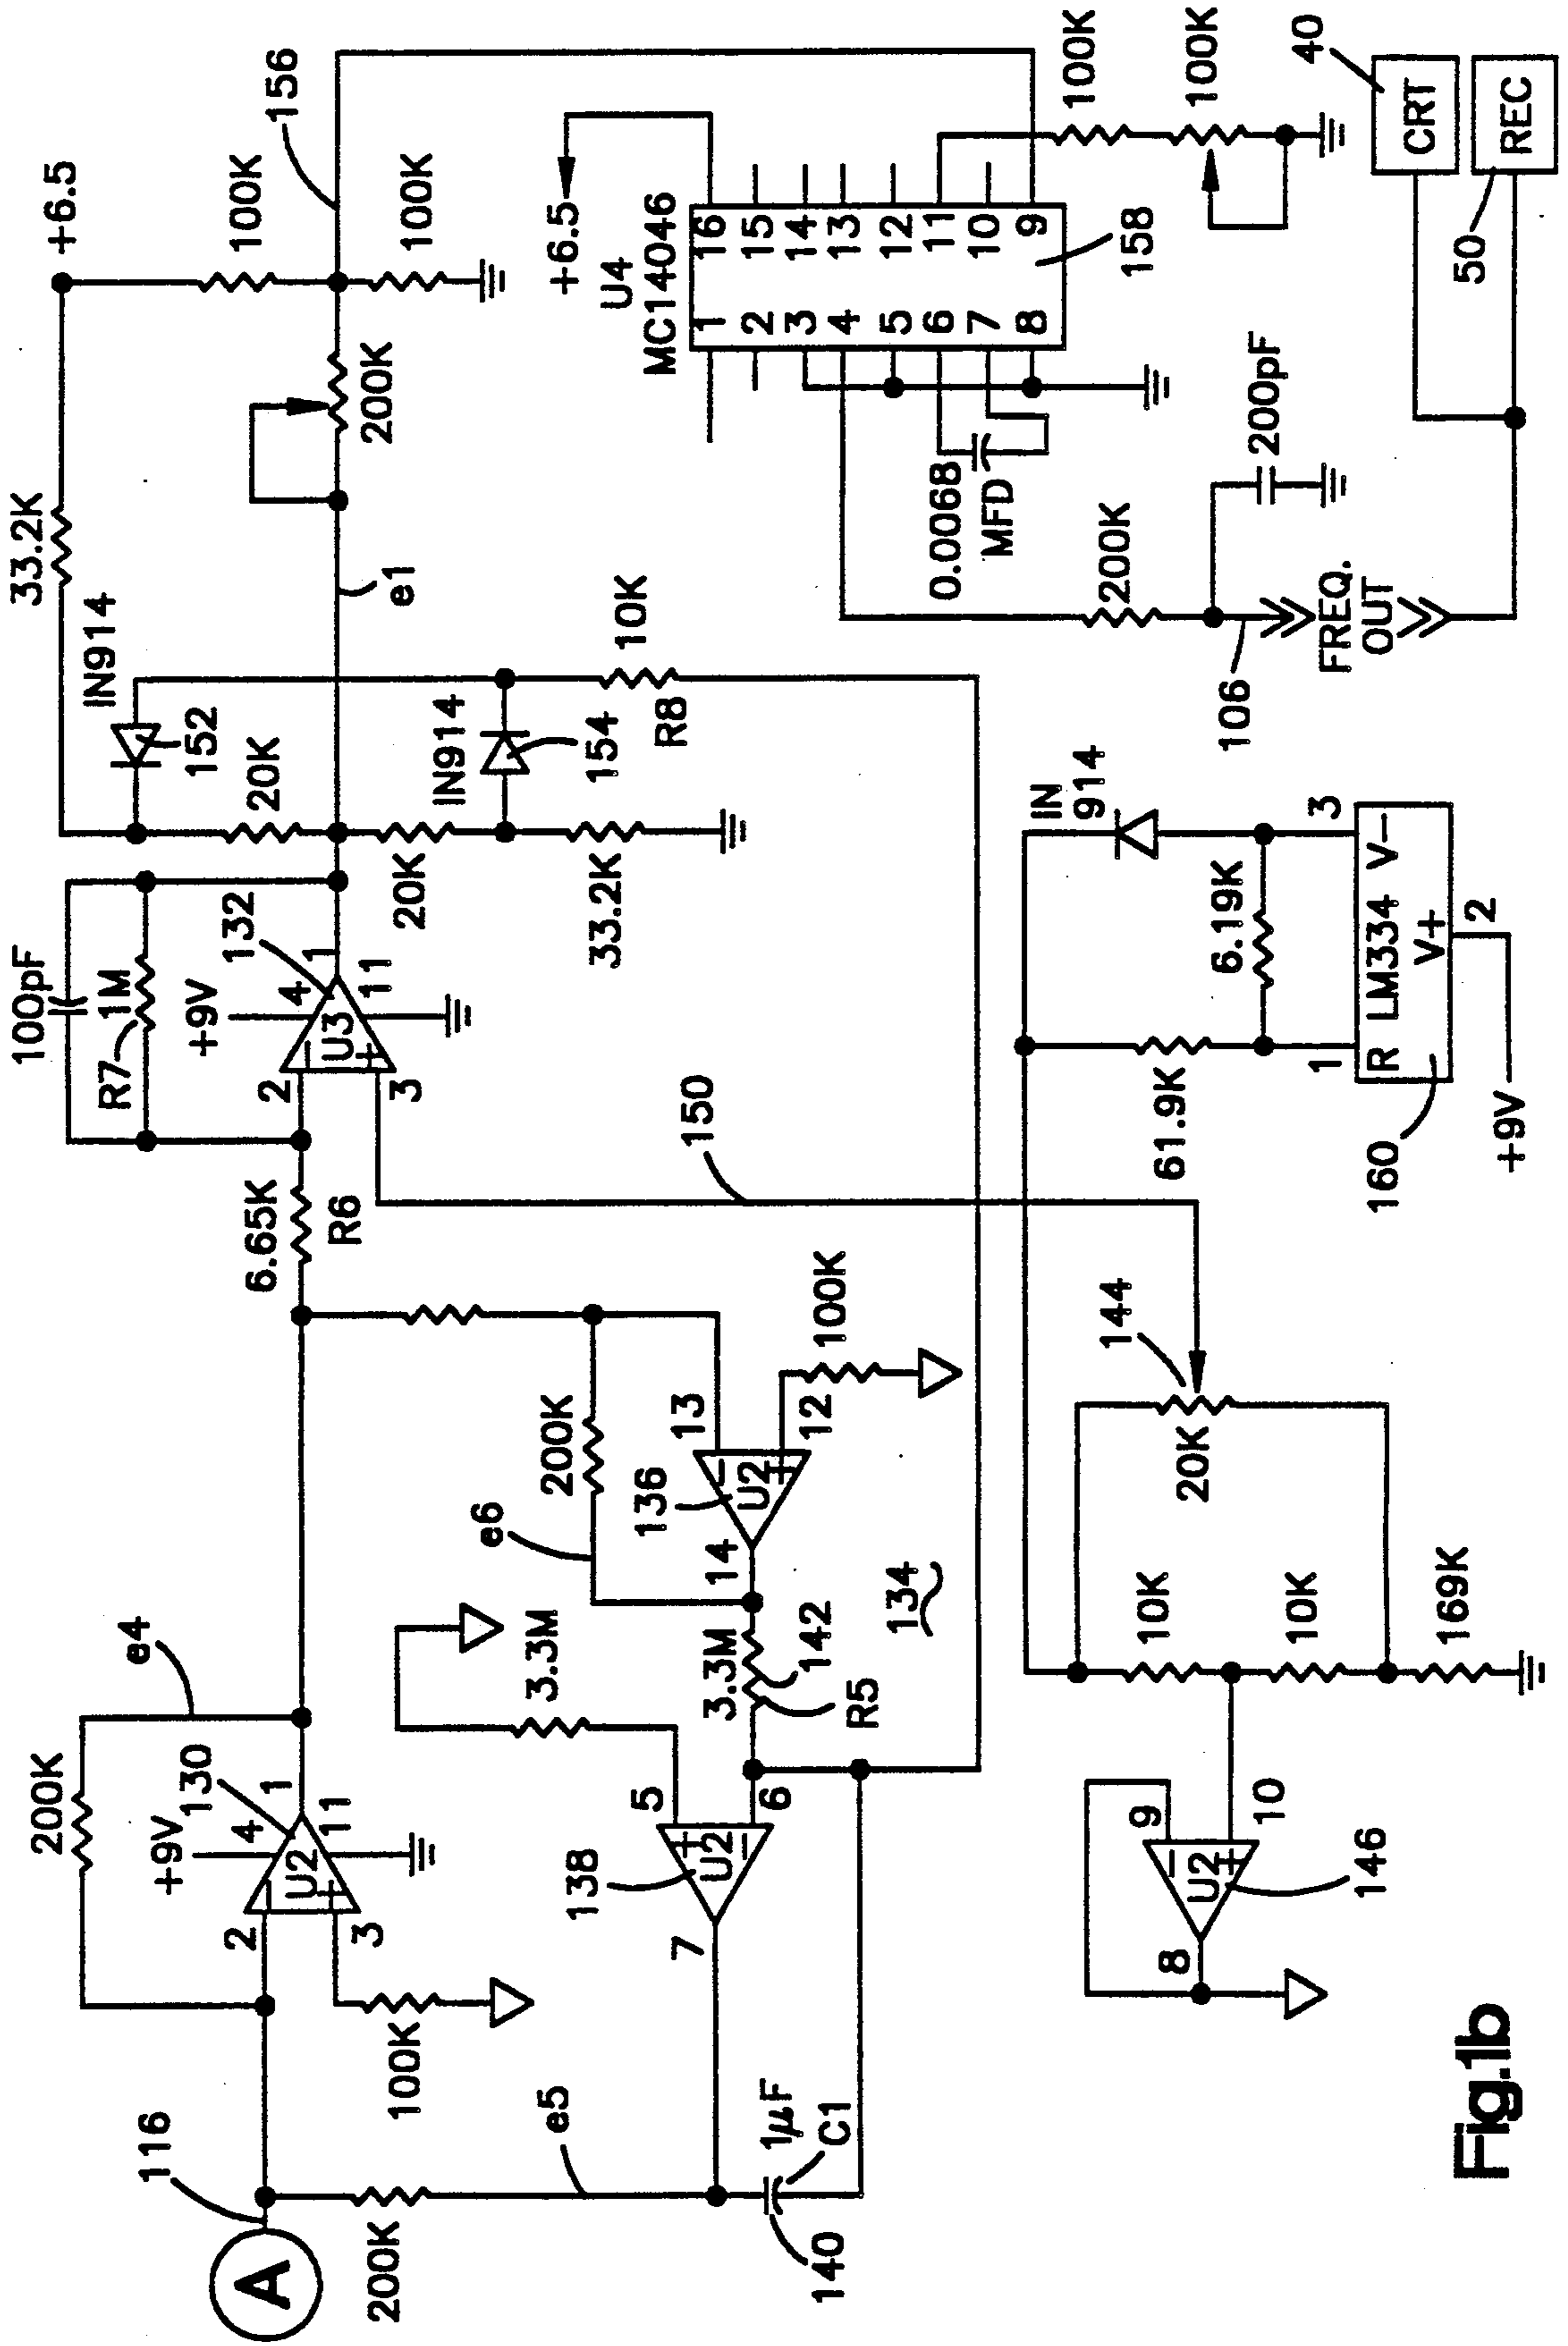 A
116
200K
e5
1µF
C1
140
200K
e4
+9V
130
4
1
2
U2
3
11
−
+
100K
138
5
6
7
U2
+
−
3.3M
3.3M
142
R5
134
e6
200K
136
13
12
14
U2
−
+
100K
6.65K
R6
100pF
R7
1M
+9V
132
4
1
2
U3
3
11
−
+
150
33.2K
+6.5
IN914
152
20K
20K
33.2K
IN914
154
R8
10K
e1
200K
100K
100K
156
+6.5
U4
MC14046
1
2
3
4
5
6
7
8
16
15
14
13
12
11
10
9
158
0.0068
MFD
100K
100K
200K
200pF
106
FREQ.
OUT
CRT
40
REC
50
9
10
8
U2
−
+
146
10K
10K
169K
20K
144
61.9K
6.19K
IN
914
1
3
R LM334 V−
V+
2
160
+9V
Fig.1b